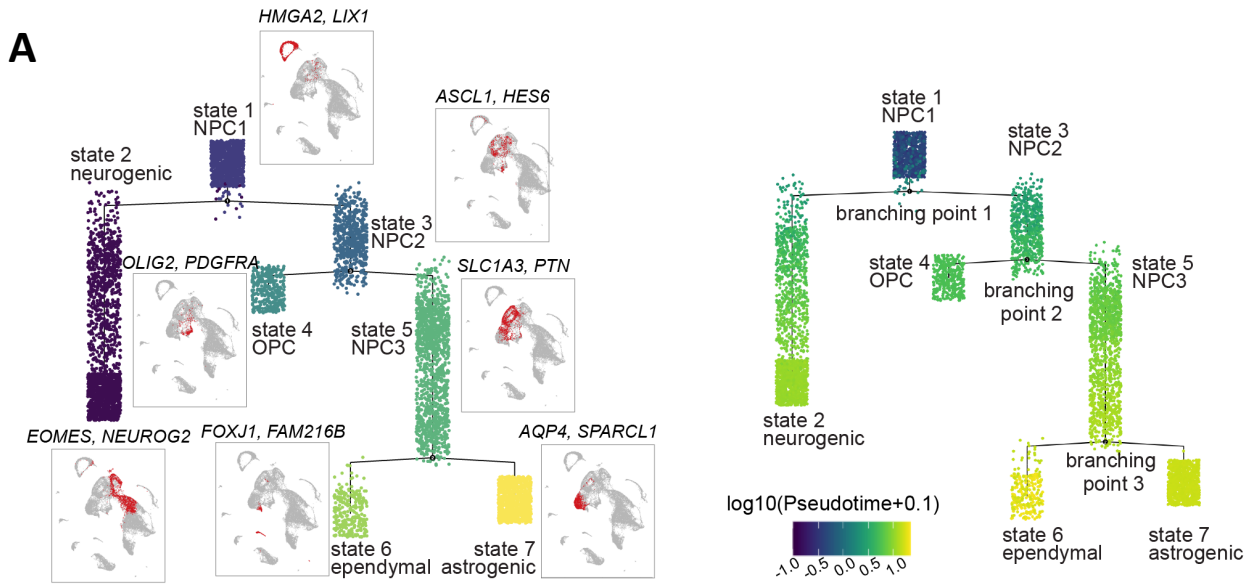 A
HMGA2, LIX1
state 1
NPC1
ASCL1, HES6
state 2
neurogenic
state 3
NPC2
OLIG2, PDGFRA
SLC1A3, PTN
state 4
OPC
state 5
NPC3
EOMES, NEUROG2
FOXJ1, FAM216B
AQP4, SPARCL1
state 6
ependymal
state 7
astrogenic
state 1
NPC1
state 3
NPC2
branching point 1
state 4
OPC
state 5
NPC3
branching
point 2
state 2
neurogenic
branching
point 3
log10(Pseudotime+0.1)
-1.0 -0.5 0.0 0.5 1.0
state 6
ependymal
state 7
astrogenic